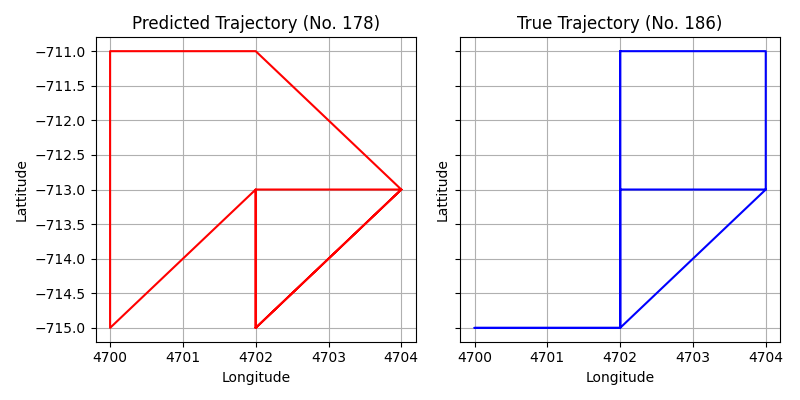 Predicted Trajectory (No. 178)
True Trajectory (No. 186)
−711.0
−711.5
−712.0
−712.5
−713.0
−713.5
−714.0
−714.5
−715.0
Lattitude
Lattitude
4700 4701 4702 4703 4704
4700 4701 4702 4703 4704
Longitude
Longitude